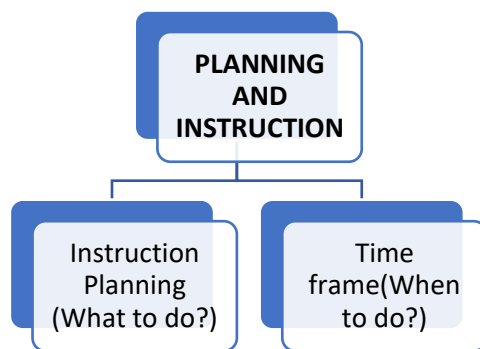 PLANNING
AND
INSTRUCTION
Instruction
Planning
(What to do?)
Time
frame(When
to do?)